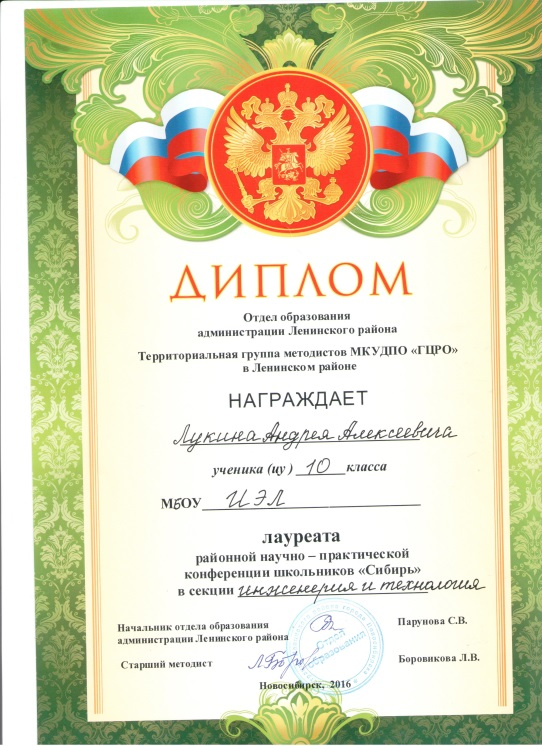 ДИПЛОМ
Отдел образования
администрации Ленинского района
Территориальная группа методистов МКУДПО «ГЦРО»
в Ленинском районе
НАГРАЖДАЕТ
Лукина Андрея Алексеевича
ученика (цу) 10 класса
МБОУ ИЭЛ
лауреата
районной научно – практической
конференции школьников «Сибирь»
в секции инженерия и технология
Начальник отдела образования
администрации Ленинского района
Парунова С.В.
Отдел образования
Старший методист
Боровикова Л.В.
Новосибирск, 2016